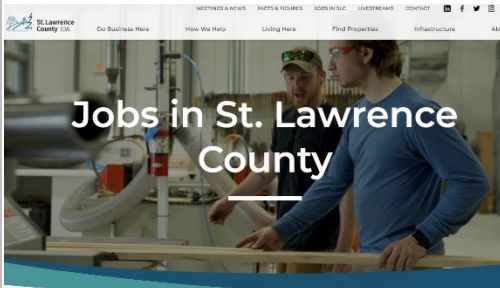 MEETINGS & NEWS FACTS & FIGURES JOBS IN SLC LIVESTREAMS CONTACT
St. Lawrence
County IDA
Do Business Here How We Help Living Here Find Properties Infrastructure Ab
Jobs in St. Lawrence
County